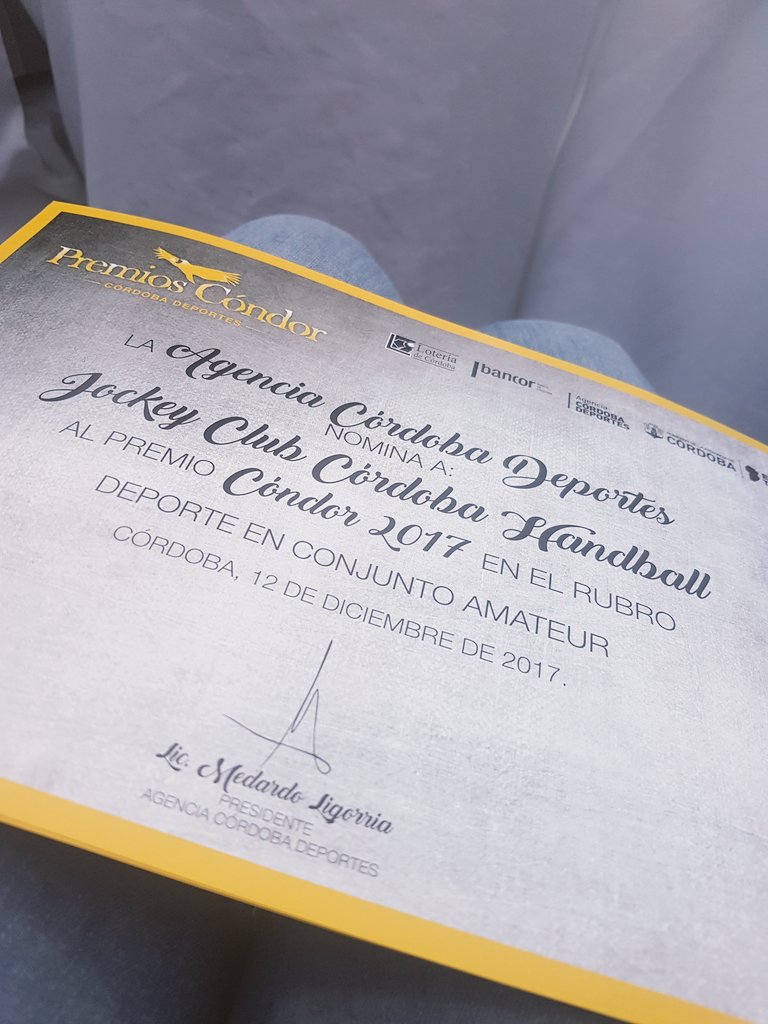 Premios Cóndor
CÓRDOBA DEPORTES
Lotería
de Córdoba
bancor
Agencia
CÓRDOBA
DEPORTES
CÓRDOBA
LA Agencia Córdoba Deportes
NOMINA A:
Jockey Club Córdoba Handball
AL PREMIO Cóndor 2017 EN EL RUBRO
DEPORTE EN CONJUNTO AMATEUR
CÓRDOBA, 12 DE DICIEMBRE DE 2017.
Lic. Medardo Ligorria
PRESIDENTE
AGENCIA CÓRDOBA DEPORTES